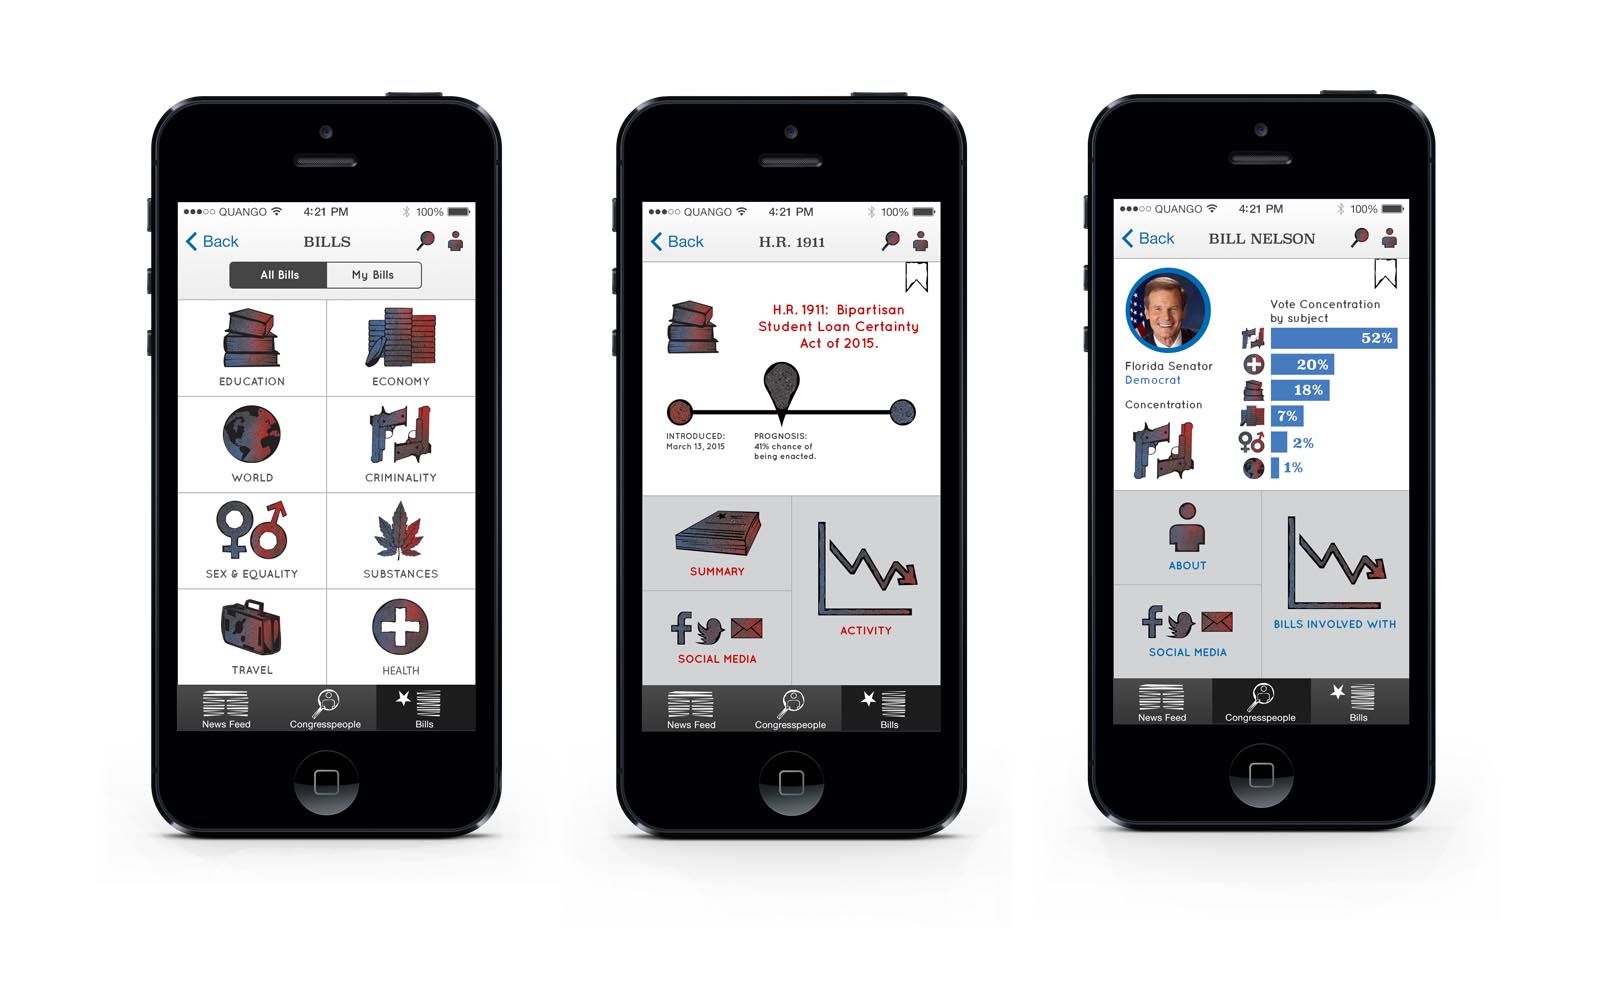 QUANGO 4:21 PM 100%
Back BILLS
All Bills My Bills
EDUCATION ECONOMY
WORLD CRIMINALITY
SEX & EQUALITY SUBSTANCES
TRAVEL HEALTH
News Feed Congresspeople Bills
QUANGO 4:21 PM 100%
Back H.R. 1911
H.R. 1911: Bipartisan
Student Loan Certainty
Act of 2015.
INTRODUCED:
March 13, 2015
PROGNOSIS:
41% chance of
being enacted.
SUMMARY
ACTIVITY
SOCIAL MEDIA
News Feed Congresspeople Bills
QUANGO 4:21 PM 100%
Back BILL NELSON
Florida Senator
Democrat
Concentration
Vote Concentration
by subject
52%
20%
18%
7%
2%
1%
ABOUT
BILLS INVOLVED WITH
SOCIAL MEDIA
News Feed Congresspeople Bills